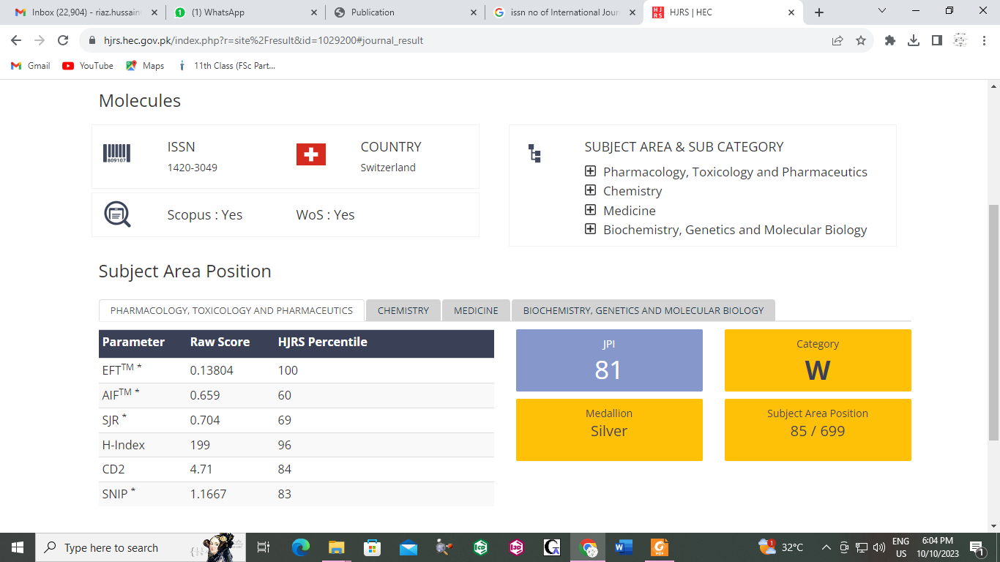 Inbox (22,904) - riaz.hussain
(1) WhatsApp
Publication
issn no of International Jour
HJRS | HEC
hjrs.hec.gov.pk/index.php?r=site%2Fresult&id=1029200#journal_result
Gmail
YouTube
Maps
11th Class (FSc Part...
Molecules
809107
ISSN
1420-3049
COUNTRY
Switzerland
Scopus : Yes
WoS : Yes
SUBJECT AREA & SUB CATEGORY
Pharmacology, Toxicology and Pharmaceutics
Chemistry
Medicine
Biochemistry, Genetics and Molecular Biology
Subject Area Position
PHARMACOLOGY, TOXICOLOGY AND PHARMACEUTICS
CHEMISTRY
MEDICINE
BIOCHEMISTRY, GENETICS AND MOLECULAR BIOLOGY
Parameter Raw Score HJRS Percentile
EFT™ * 0.13804 100
AIF™ * 0.659 60
SJR * 0.704 69
H-Index 199 96
CD2 4.71 84
SNIP * 1.1667 83
JPI
81
Category
W
Medallion
Silver
Subject Area Position
85 / 699
Type here to search
32°C
ENG
US
6:04 PM
10/10/2023